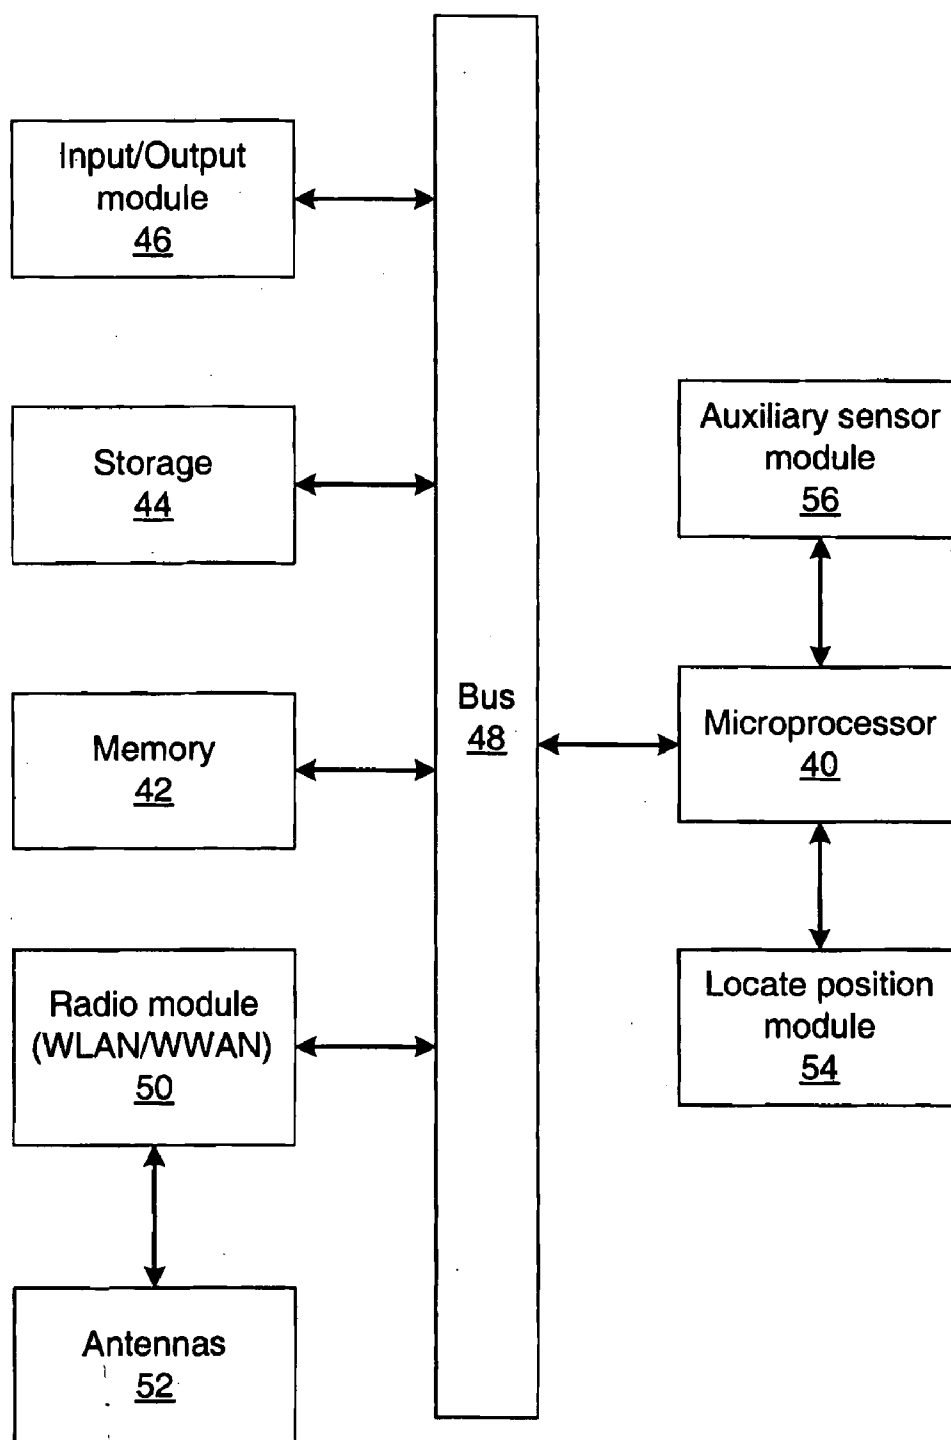 Input/Output
module
46
Storage
44
Memory
42
Radio module
(WLAN/WWAN)
50
Antennas
52
Bus
48
Auxiliary sensor
module
56
Microprocessor
40
Locate position
module
54